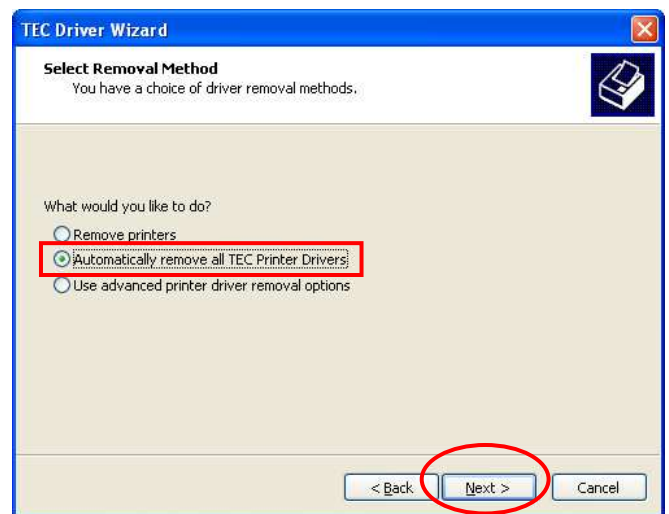 TEC Driver Wizard
Select Removal Method
You have a choice of driver removal methods.
What would you like to do?
Remove printers
Automatically remove all TEC Printer Drivers
Use advanced printer driver removal options
< Back
Next >
Cancel